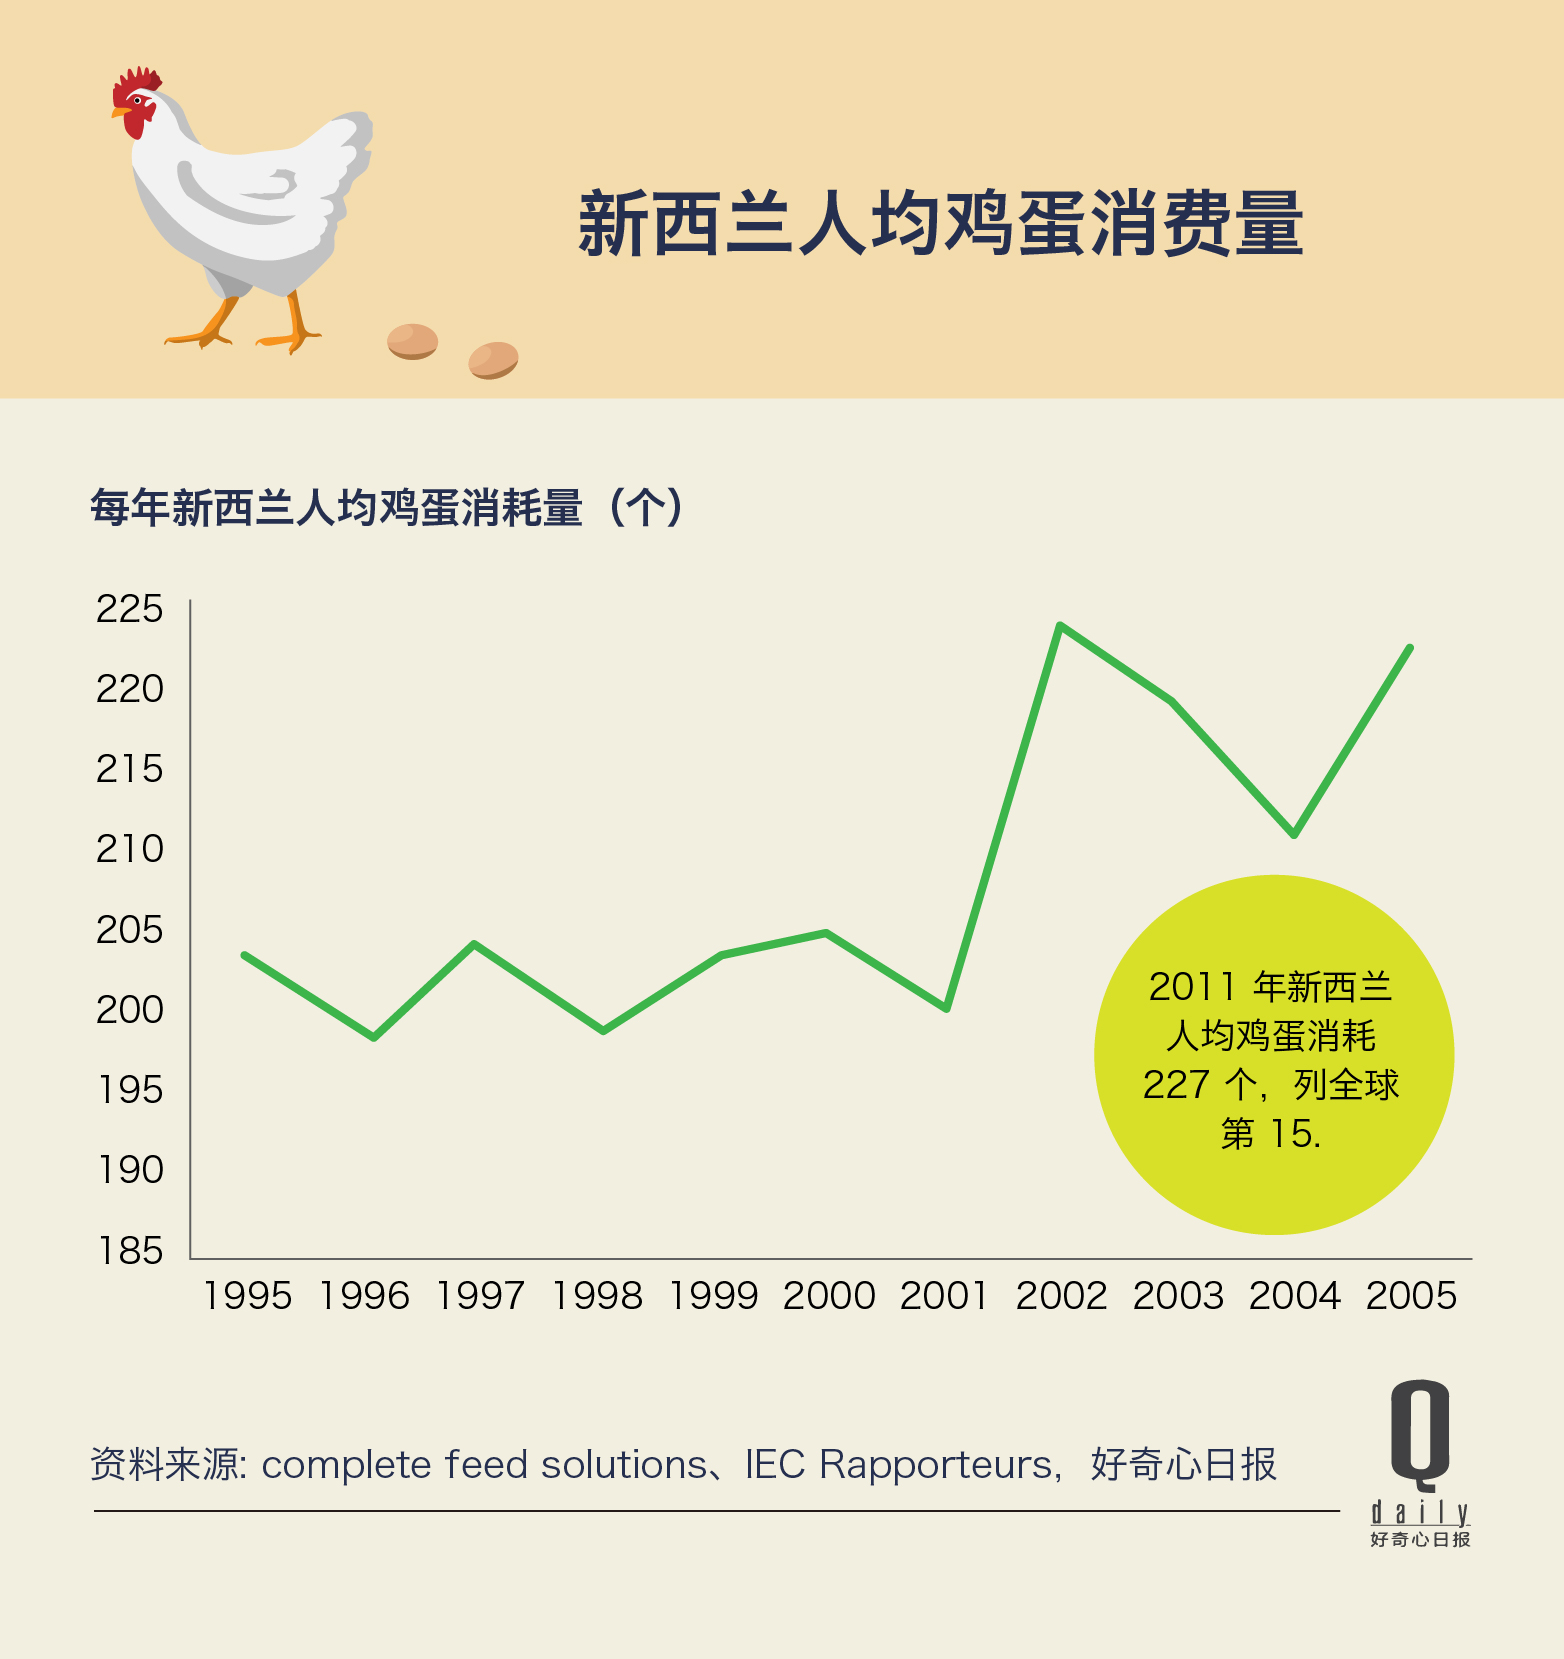 新西兰人均鸡蛋消费量
每年新西兰人均鸡蛋消耗量（个）
225
220
215
210
205
200
195
190
185
1995 1996 1997 1998 1999 2000 2001 2002 2003 2004 2005
2011 年新西兰
人均鸡蛋消耗
227 个，列全球
第 15.
资料来源: complete feed solutions、IEC Rapporteurs，好奇心日报
Q
daily
好奇心日报